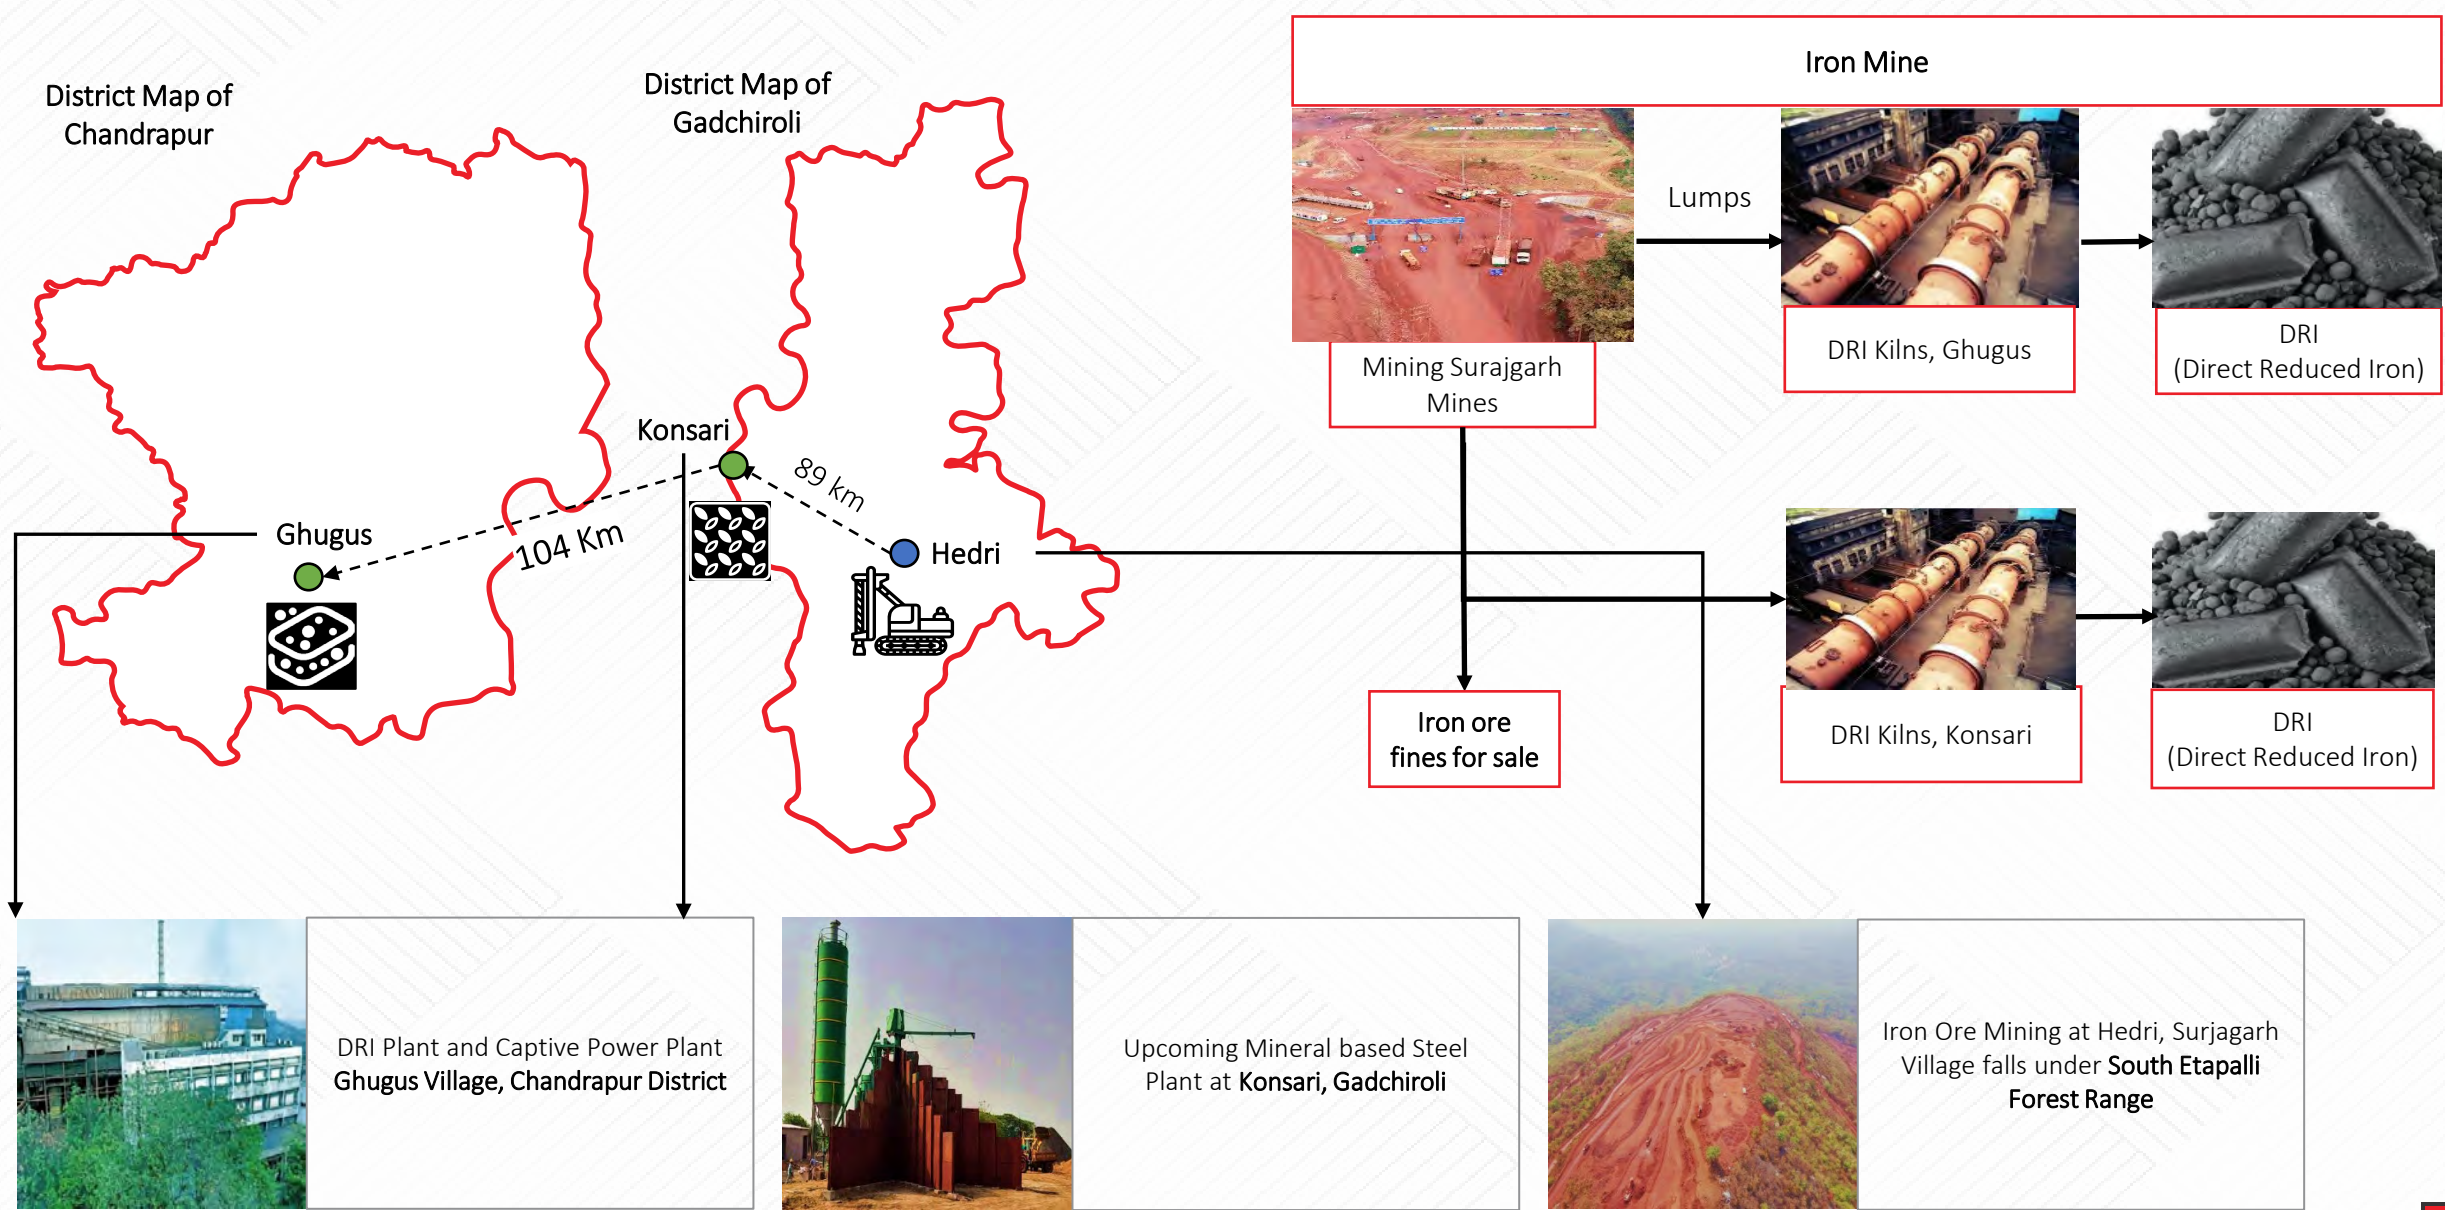 District Map of
Chandrapur
District Map of
Gadchiroli
Iron Mine
Lumps
Mining Surajgarh
Mines
DRI Kilns, Ghugus
DRI
(Direct Reduced Iron)
Konsari
89 km
Ghugus
104 Km
Hedri
Iron ore
fines for sale
DRI Kilns, Konsari
DRI
(Direct Reduced Iron)
DRI Plant and Captive Power Plant
Ghugus Village, Chandrapur District
Upcoming Mineral based Steel
Plant at Konsari, Gadchiroli
Iron Ore Mining at Hedri, Surjagarh
Village falls under South Etapalli
Forest Range